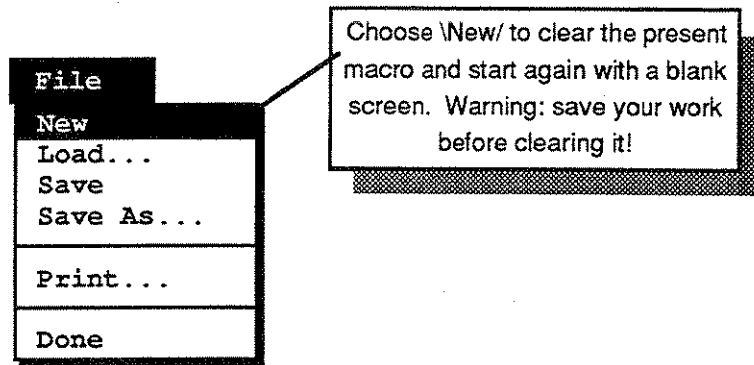 File
New
Load...
Save
Save As...
Print...
Done
Choose \New/ to clear the present
macro and start again with a blank
screen. Warning: save your work
before clearing it!